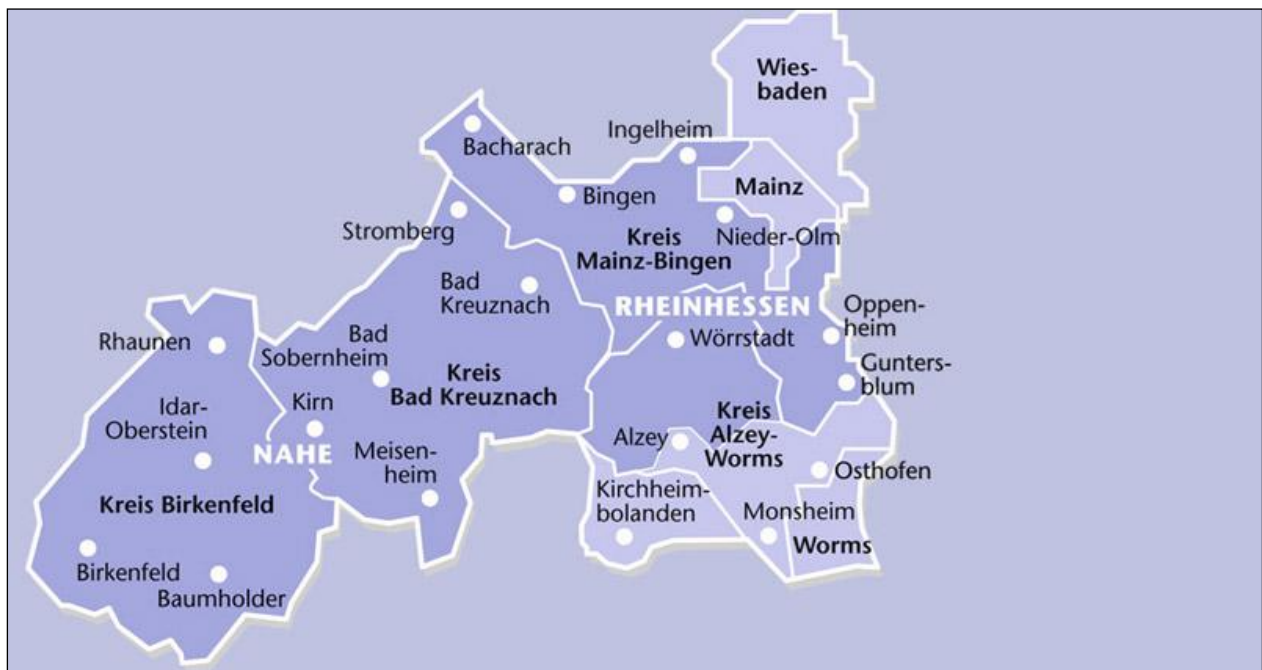 Wies-
baden
Ingelheim
Bacharach
Mainz
Bingen
Stromberg
Nieder-Olm
Kreis
Mainz-Bingen
Bad
Kreuznach
RHEINHESSEN
Oppen-
heim
Rhaunen
Wörrstadt
Bad
Sobernheim
Gunters-
blum
Kreis
Bad Kreuznach
Idar-
Oberstein
Kirn
Kreis
Alzey-
Worms
Alzey
NAHE
Meisen-
heim
Osthofen
Kirchheim-
bolanden
Kreis Birkenfeld
Monsheim
Worms
Birkenfeld
Baumholder